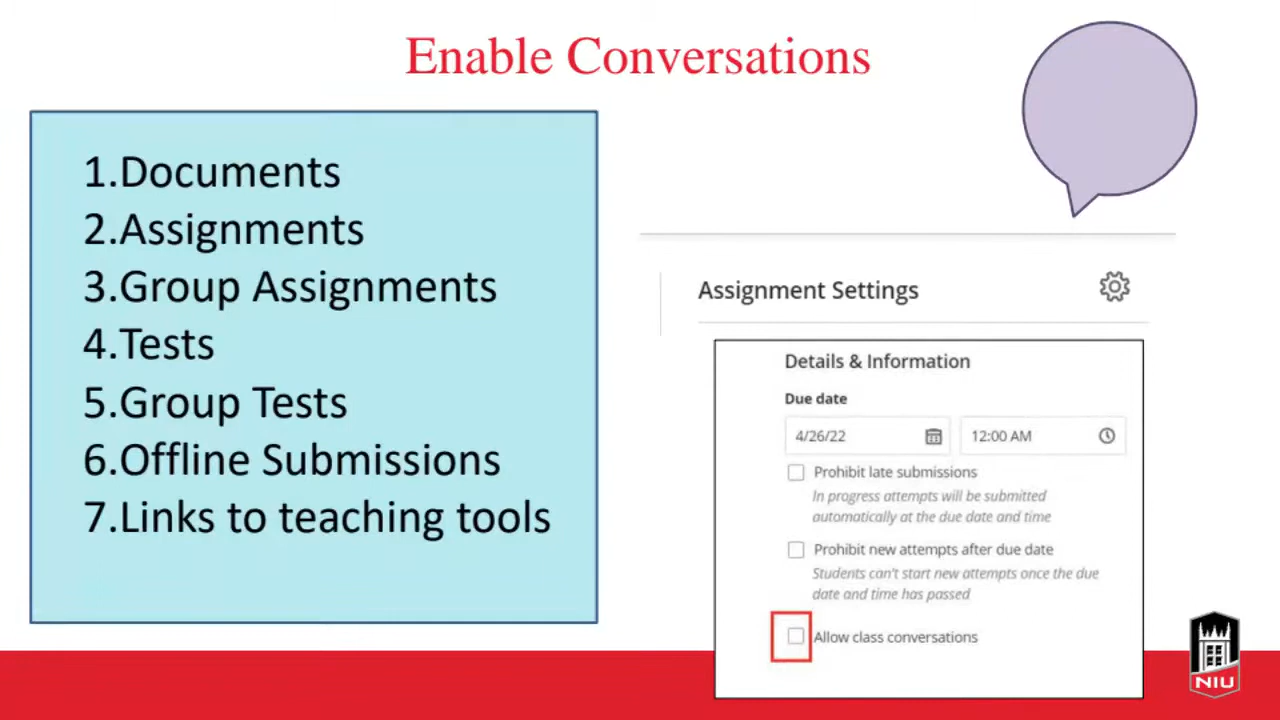 Enable Conversations
1.Documents
2.Assignments
3.Group Assignments
4.Tests
5.Group Tests
6.Offline Submissions
7.Links to teaching tools
Assignment Settings
Details & Information
Due date
4/26/22 12:00 AM
Prohibit late submissions
In progress attempts will be submitted
automatically at the due date and time
Prohibit new attempts after due date
Students can't start new attempts once the due
date and time has passed
Allow class conversations
NIU